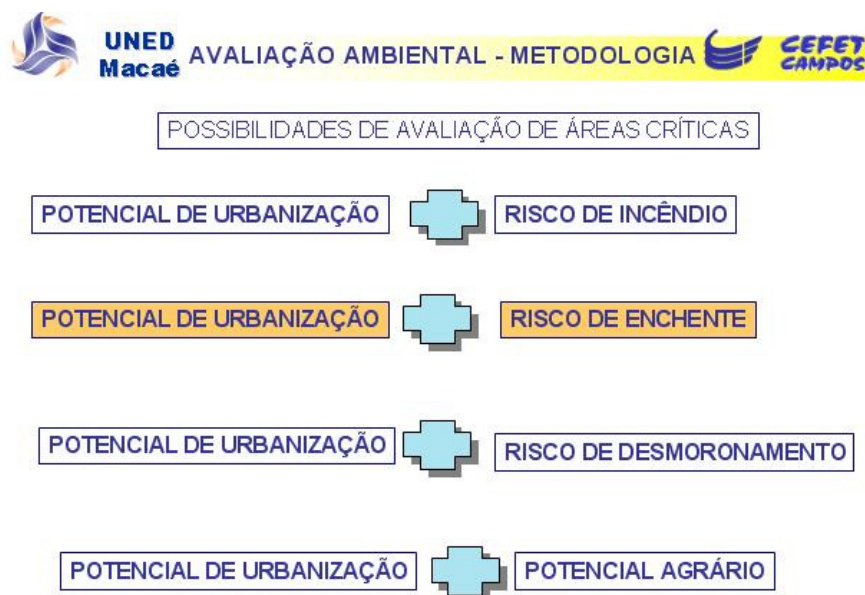 UNED
Macaé
AVALIAÇÃO AMBIENTAL - METODOLOGIA
CEFET
CAMPOS
POSSIBILIDADES DE AVALIAÇÃO DE ÁREAS CRÍTICAS
POTENCIAL DE URBANIZAÇÃO RISCO DE INCÊNDIO
POTENCIAL DE URBANIZAÇÃO RISCO DE ENCHENTE
POTENCIAL DE URBANIZAÇÃO RISCO DE DESMORONAMENTO
POTENCIAL DE URBANIZAÇÃO POTENCIAL AGRÁRIO